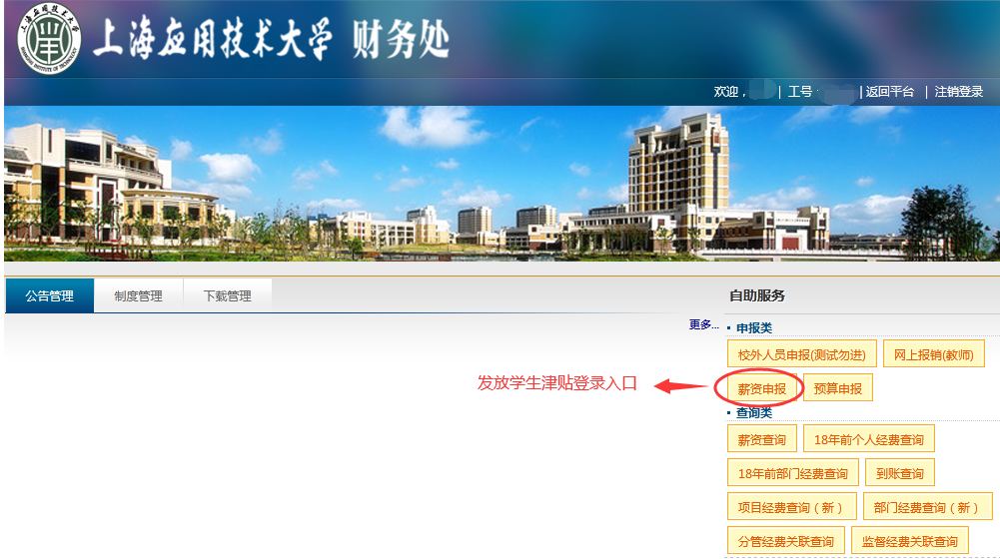 上海应用技术大学 财务处
欢迎， | 工号 | 返回平台 | 注销登录
公告管理 制度管理 下载管理
自助服务
更多...
申报类
校外人员申报(测试勿进) 网上报销(教师)
发放学生津贴登录入口
薪资申报 预算申报
查询类
薪资查询 18年前个人经费查询
18年前部门经费查询 到账查询
项目经费查询（新） 部门经费查询（新）
分管经费关联查询 监督经费关联查询